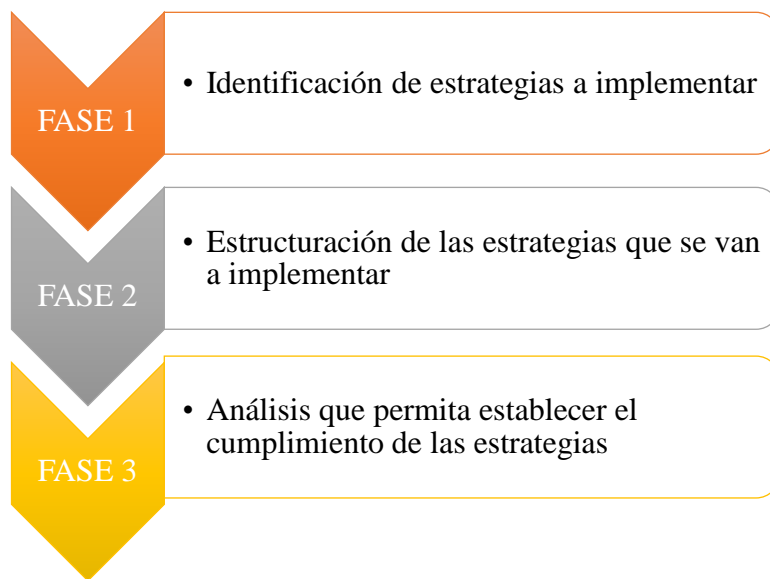 FASE 1
• Identificación de estrategias a implementar
FASE 2
• Estructuración de las estrategias que se van
a implementar
FASE 3
• Análisis que permita establecer el
cumplimiento de las estrategias